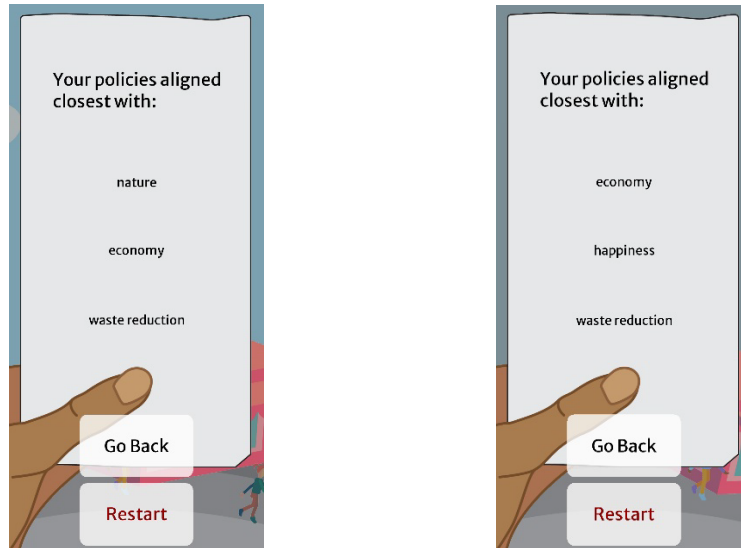 Your policies aligned
closest with:
nature
economy
waste reduction
Go Back
Restart
Your policies aligned
closest with:
economy
happiness
waste reduction
Go Back
Restart